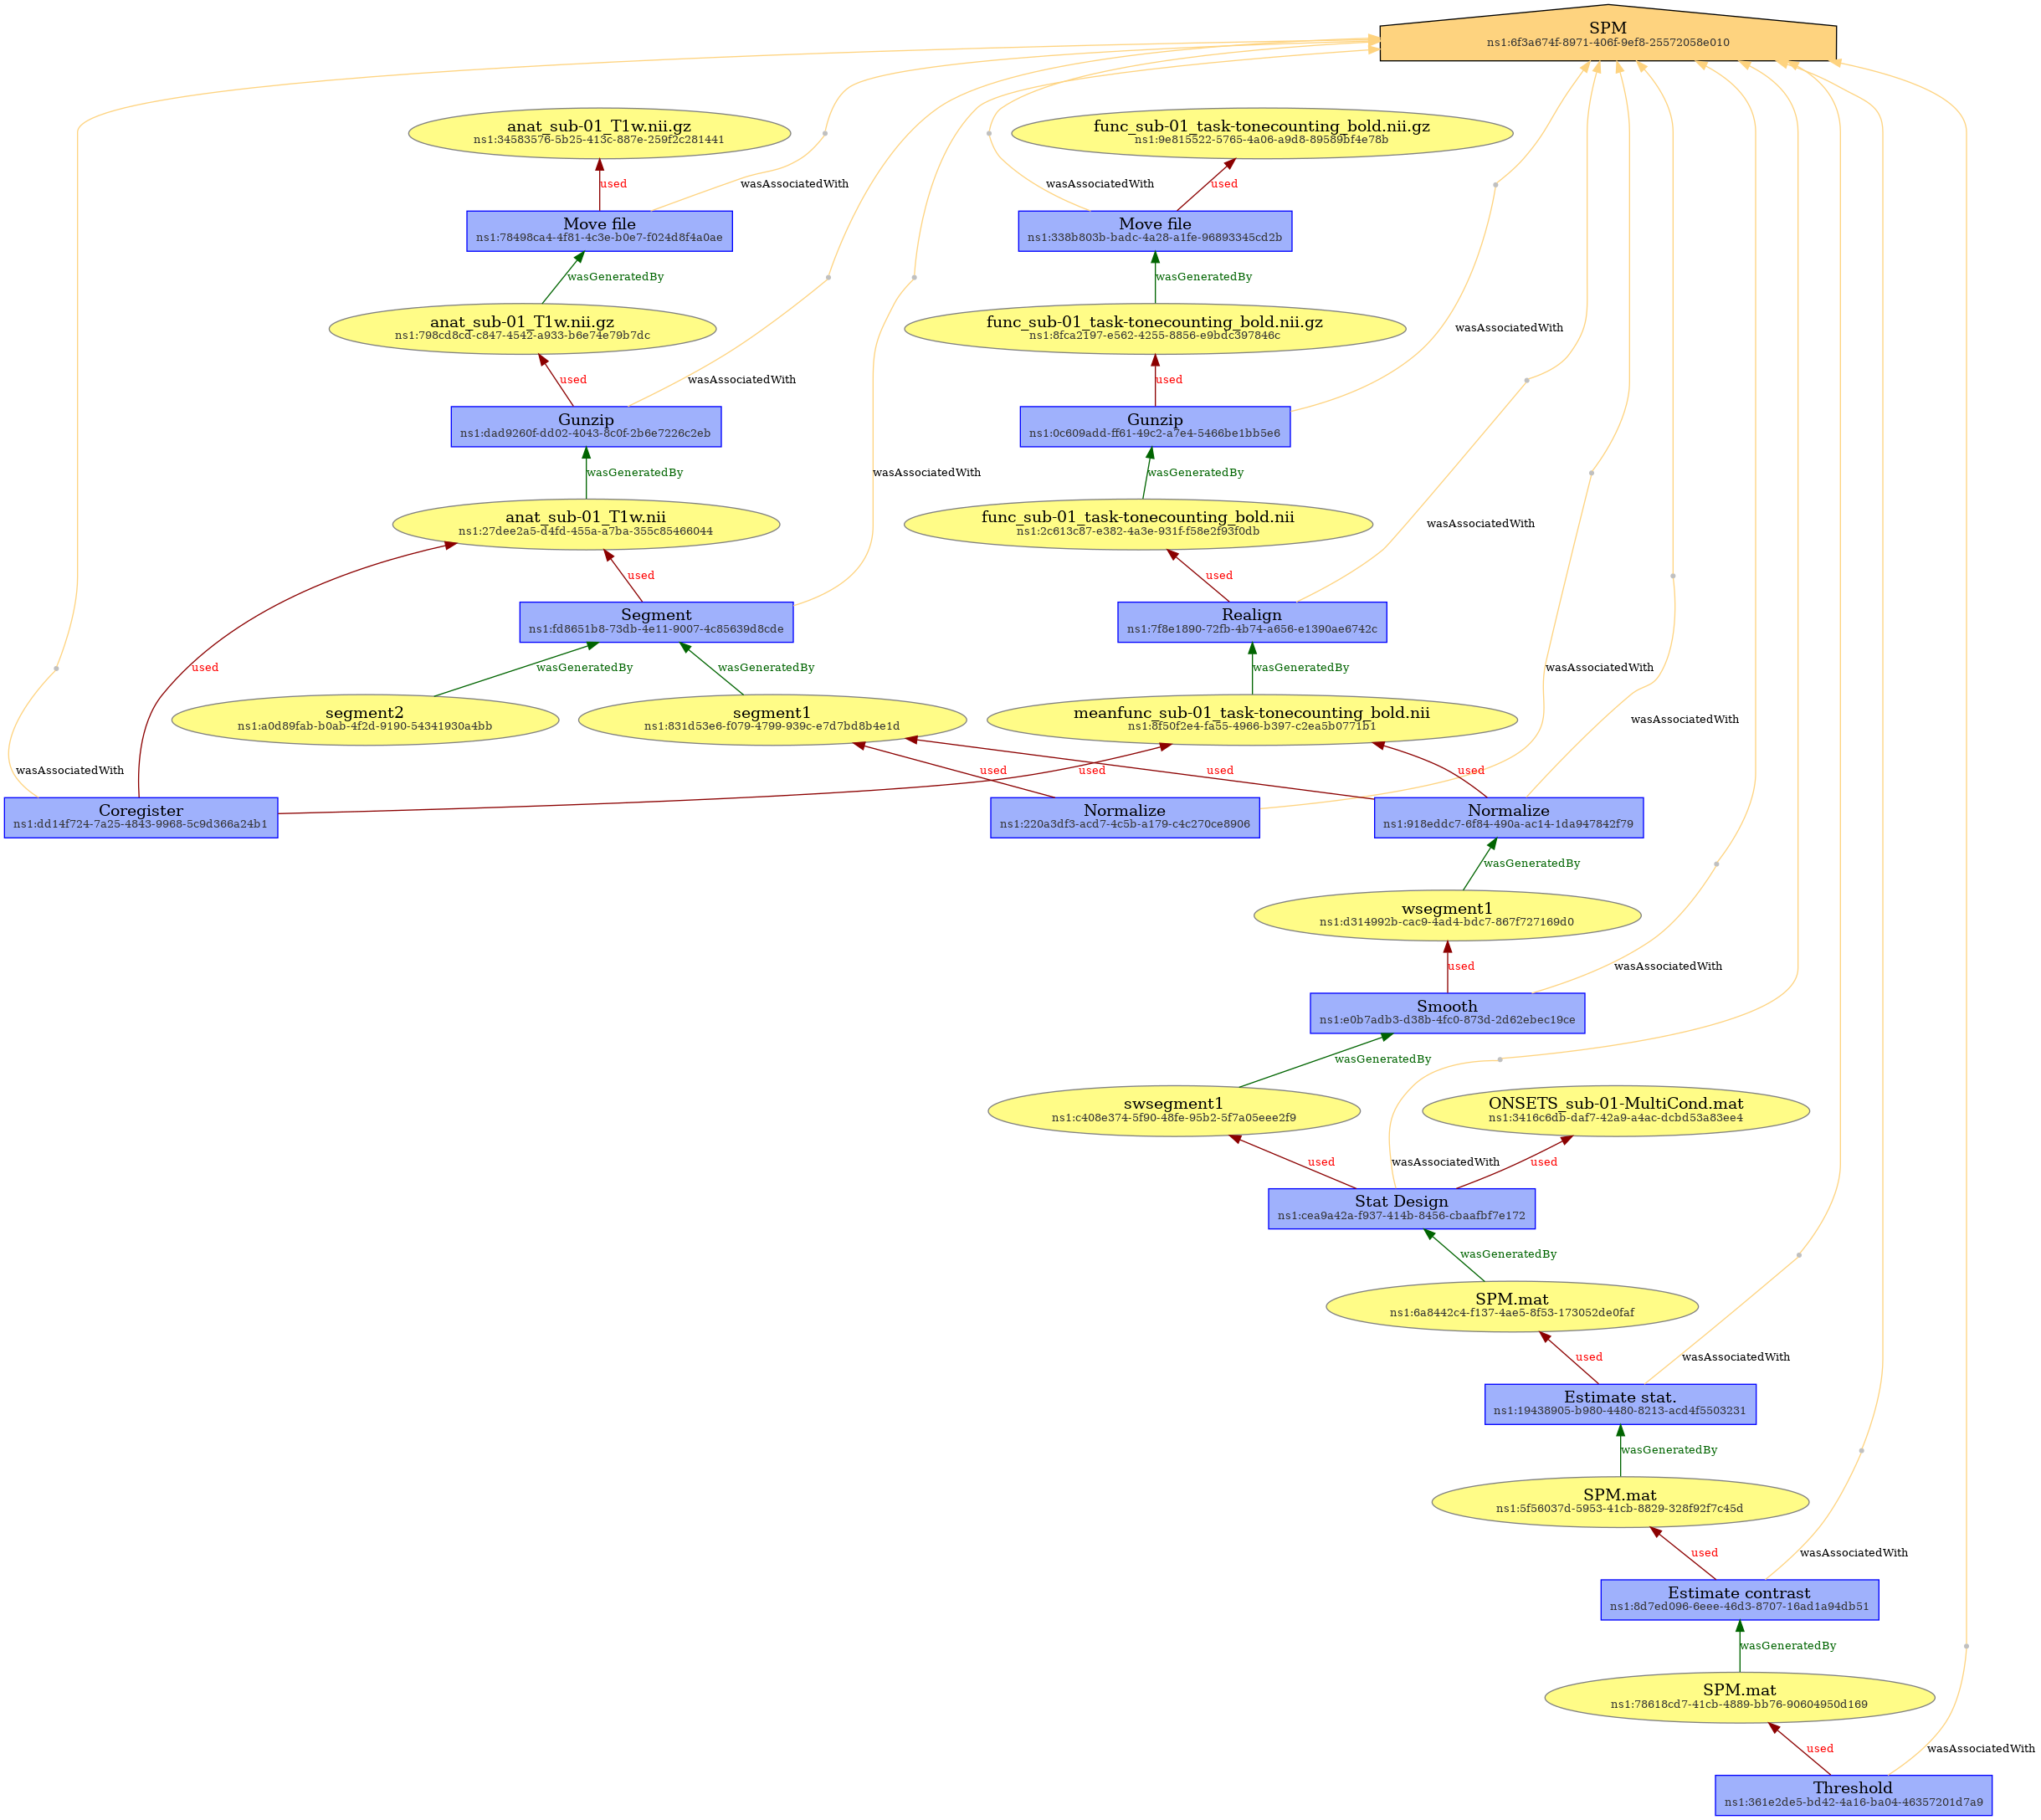 SPM
ns1:6f3a674f-8971-406f-9ef8-25572058e010
anat_sub-01_T1w.nii.gz
ns1:34583576-5b25-413c-887e-259f2c281441
func_sub-01_task-tonecounting_bold.nii.gz
ns1:9e815522-5765-4a06-a9d8-89589bf4e78b
used
wasAssociatedWith
wasAssociatedWith
used
Move file
ns1:78498ca4-4f81-4c3e-b0e7-f024d8f4a0ae
Move file
ns1:338b803b-badc-4a28-a1fe-96893345cd2b
wasGeneratedBy
wasGeneratedBy
anat_sub-01_T1w.nii.gz
ns1:798cd8cd-c847-4542-a933-b6e74e79b7dc
func_sub-01_task-tonecounting_bold.nii.gz
ns1:8fca2197-e562-4255-8856-e9bdc397846c
wasAssociatedWith
used
wasAssociatedWith
used
Gunzip
ns1:dad9260f-dd02-4043-8c0f-2b6e7226c2eb
Gunzip
ns1:0c609add-ff61-49c2-a7e4-5466be1bb5e6
wasGeneratedBy
wasAssociatedWith
wasGeneratedBy
anat_sub-01_T1w.nii
ns1:27dee2a5-d4fd-455a-a7ba-355c85466044
func_sub-01_task-tonecounting_bold.nii
ns1:2c613c87-e382-4a3e-931f-f58e2f93f0db
wasAssociatedWith
used
used
Segment
ns1:fd8651b8-73db-4e11-9007-4c85639d8cde
Realign
ns1:7f8e1890-72fb-4b74-a656-e1390ae6742c
used
wasGeneratedBy
wasGeneratedBy
wasGeneratedBy
wasAssociatedWith
segment2
ns1:a0d89fab-b0ab-4f2d-9190-54341930a4bb
segment1
ns1:831d53e6-f079-4799-939c-e7d7bd8b4e1d
meanfunc_sub-01_task-tonecounting_bold.nii
ns1:8f50f2e4-fa55-4966-b397-c2ea5b0771b1
wasAssociatedWith
wasAssociatedWith
used
used
used
used
Coregister
ns1:dd14f724-7a25-4843-9968-5c9d366a24b1
Normalize
ns1:220a3df3-acd7-4c5b-a179-c4c270ce8906
Normalize
ns1:918eddc7-6f84-490a-ac14-1da947842f79
wasGeneratedBy
wsegment1
ns1:d314992b-cac9-4ad4-bdc7-867f727169d0
used
wasAssociatedWith
Smooth
ns1:e0b7adb3-d38b-4fc0-873d-2d62ebec19ce
wasGeneratedBy
swsegment1
ns1:c408e374-5f90-48fe-95b2-5f7a05eee2f9
ONSETS_sub-01-MultiCond.mat
ns1:3416c6db-daf7-42a9-a4ac-dcbd53a83ee4
used
wasAssociatedWith
used
Stat Design
ns1:cea9a42a-f937-414b-8456-cbaafbf7e172
wasGeneratedBy
SPM.mat
ns1:6a8442c4-f137-4ae5-8f53-173052de0faf
used
wasAssociatedWith
Estimate stat.
ns1:19438905-b980-4480-8213-acd4f5503231
wasGeneratedBy
SPM.mat
ns1:5f56037d-5953-41cb-8829-328f92f7c45d
used
wasAssociatedWith
Estimate contrast
ns1:8d7ed096-6eee-46d3-8707-16ad1a94db51
wasGeneratedBy
SPM.mat
ns1:78618cd7-41cb-4889-bb76-90604950d169
used
wasAssociatedWith
Threshold
ns1:361e2de5-bd42-4a16-ba04-46357201d7a9